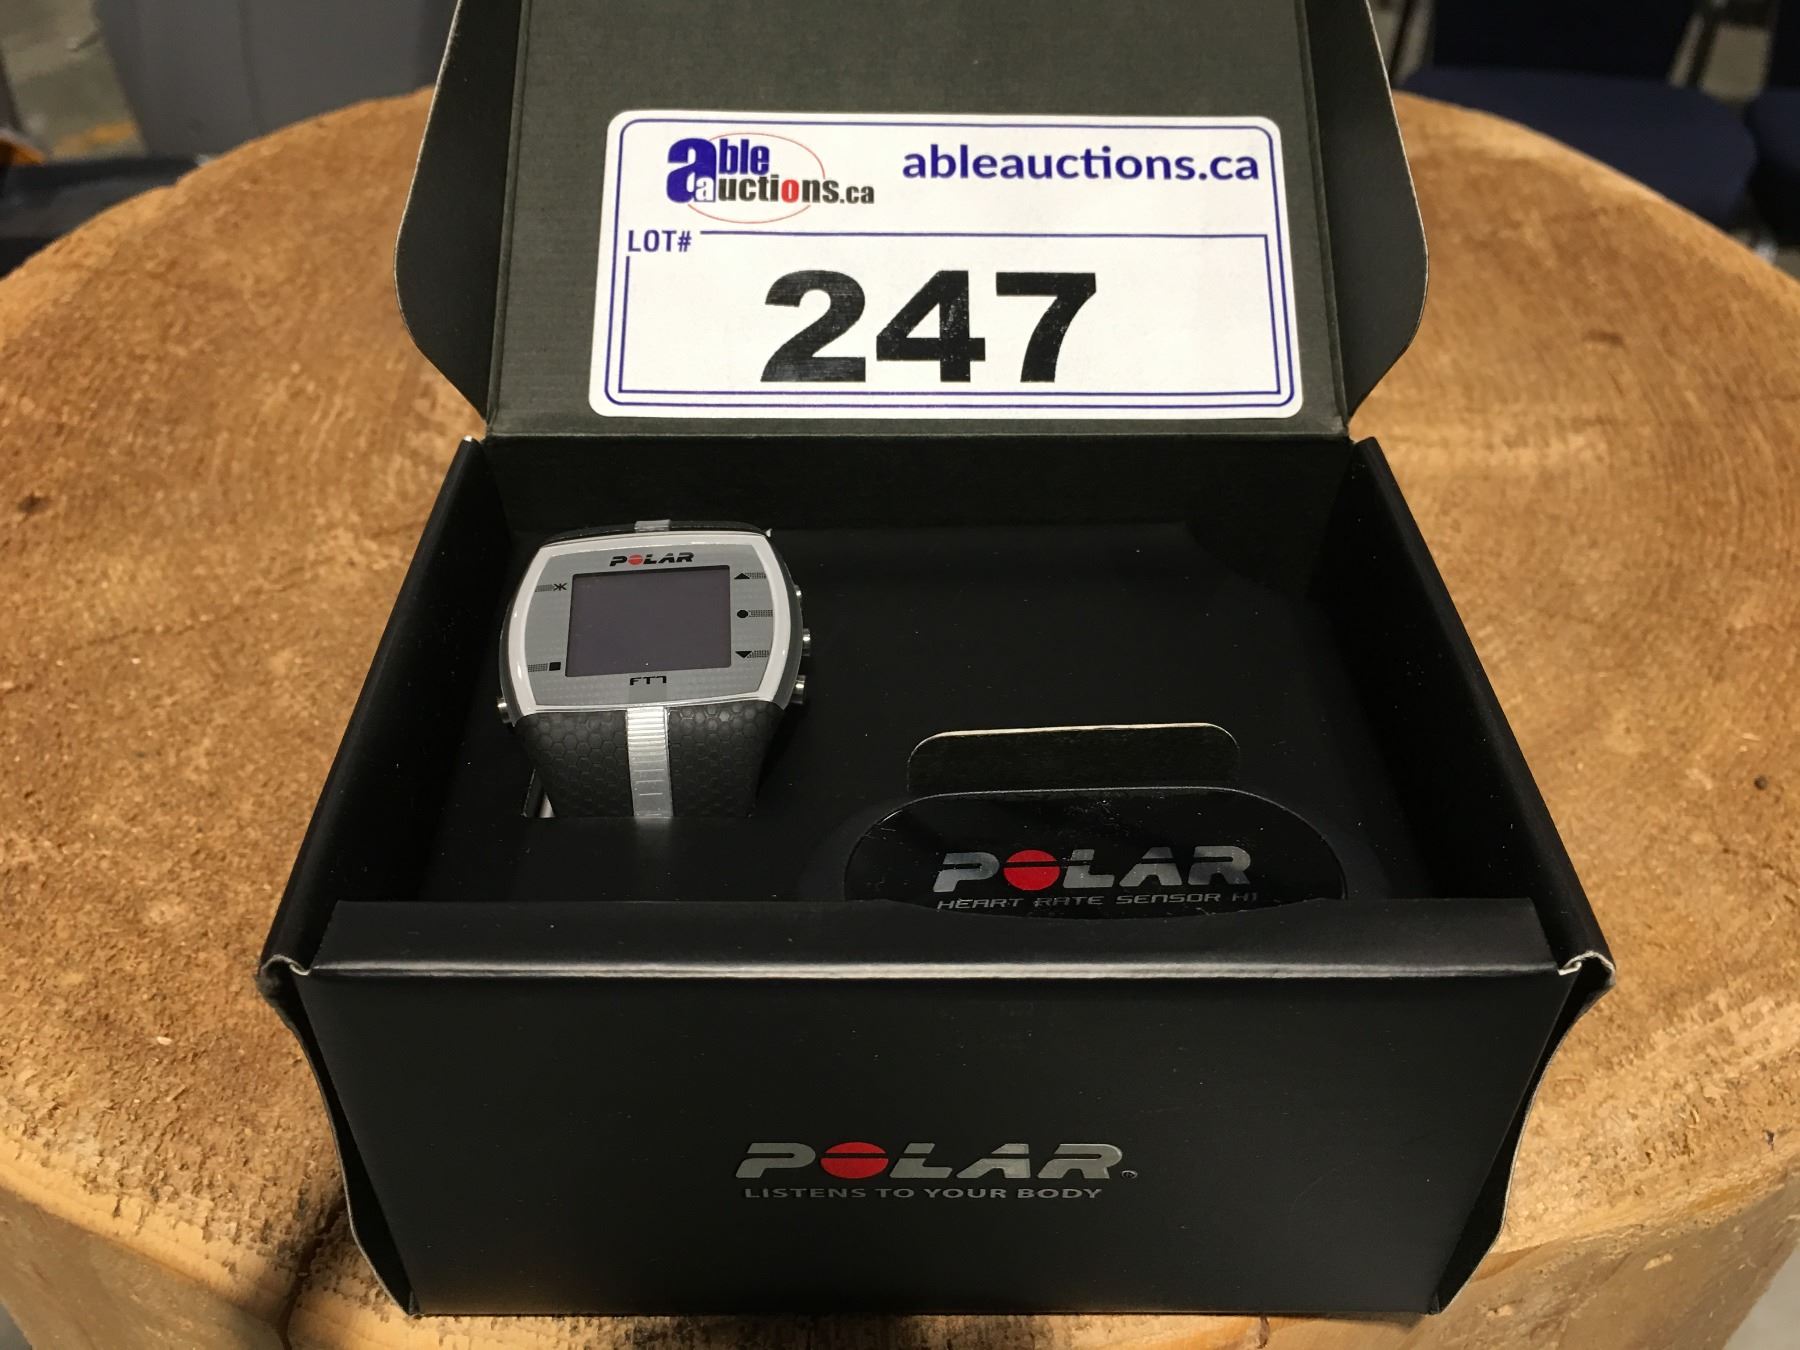 able auctions.ca
ableauctions.ca
LOT#
247
POLAR
FT7
POLAR
HEART RATE SENSOR H1
POLAR®
LISTENS TO YOUR BODY